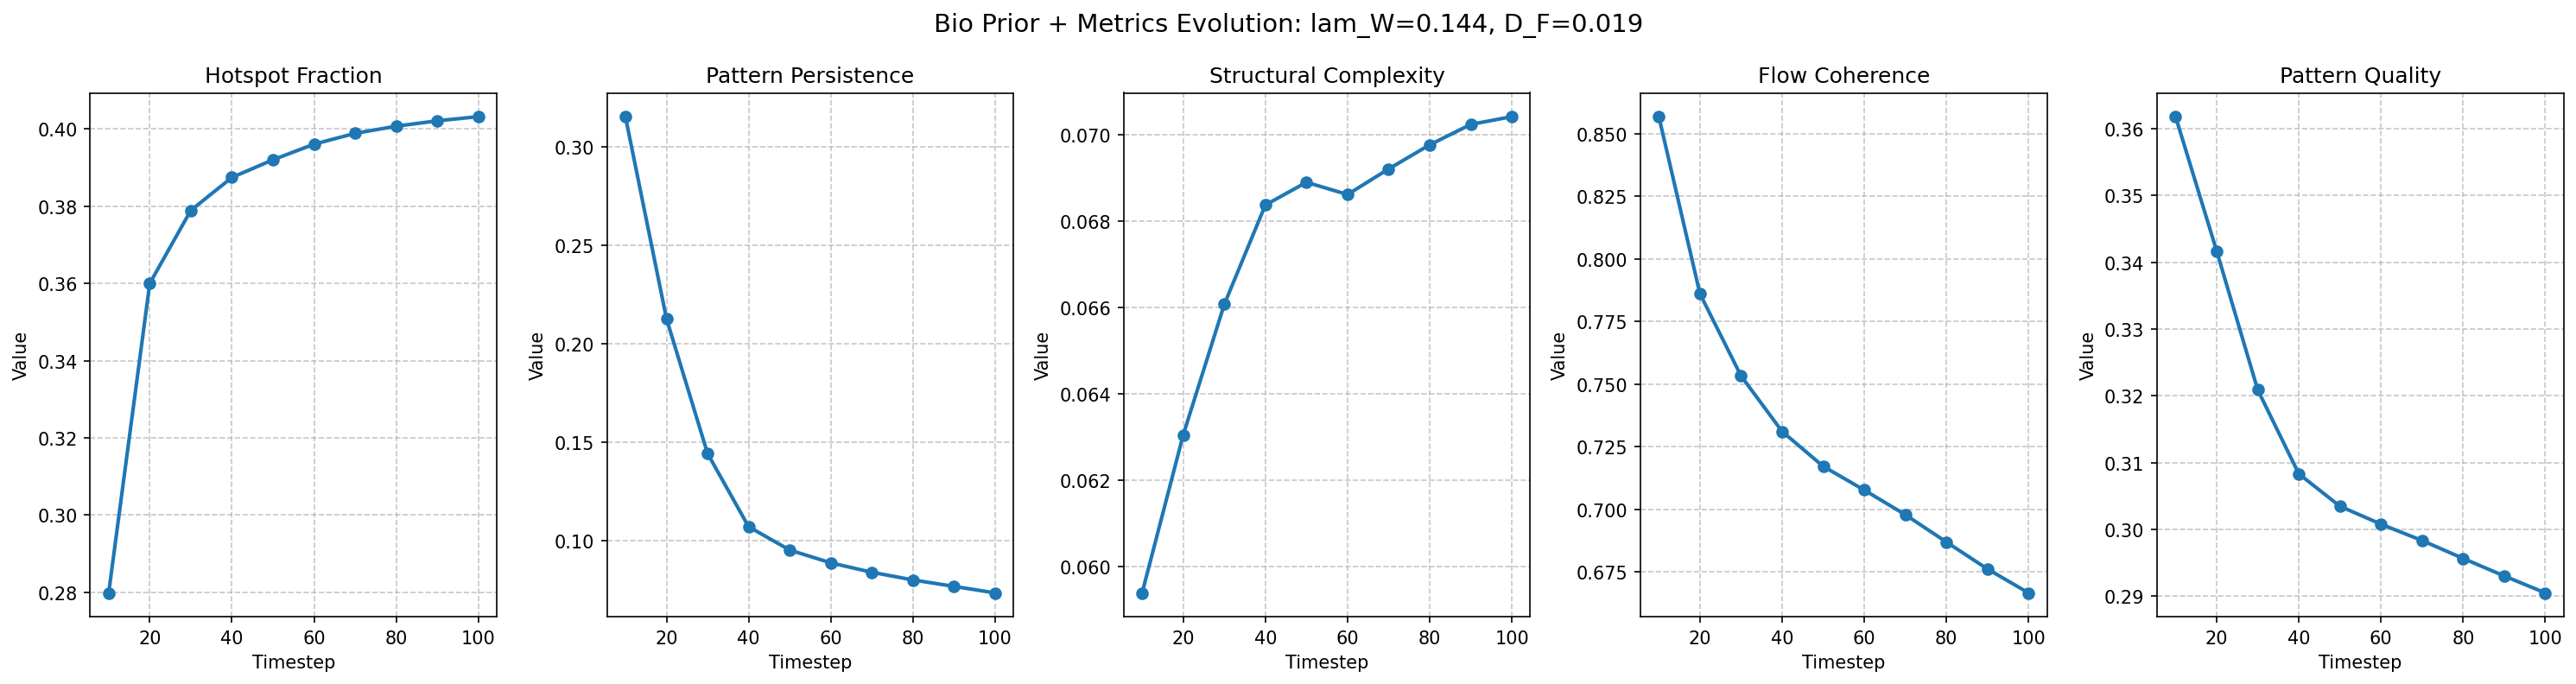 Bio Prior + Metrics Evolution: lam_W=0.144, D_F=0.019
Hotspot Fraction
0.40
0.38
0.36
0.34
0.32
0.30
0.28
Value
20 40 60 80 100
Timestep
Pattern Persistence
0.30
0.25
0.20
0.15
0.10
Value
20 40 60 80 100
Timestep
Structural Complexity
0.070
0.068
0.066
0.064
0.062
0.060
Value
20 40 60 80 100
Timestep
Flow Coherence
0.850
0.825
0.800
0.775
0.750
0.725
0.700
0.675
Value
20 40 60 80 100
Timestep
Pattern Quality
0.36
0.35
0.34
0.33
0.32
0.31
0.30
0.29
Value
20 40 60 80 100
Timestep